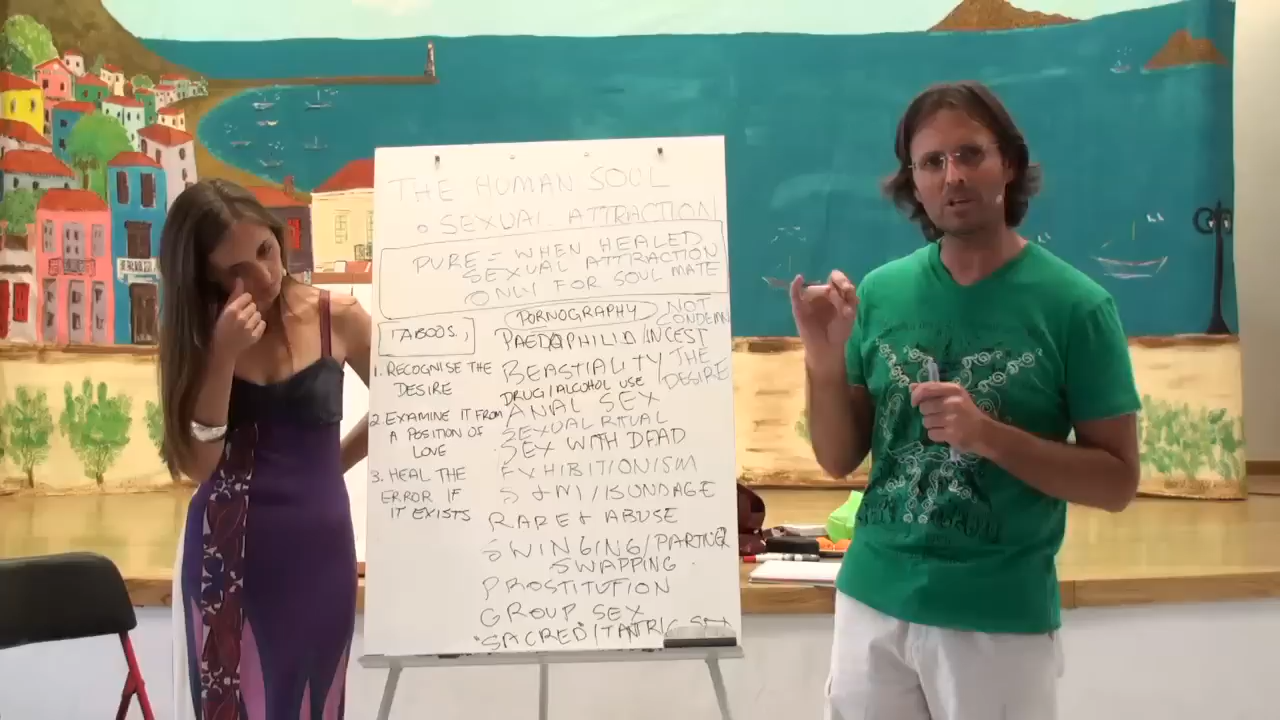 THE HUMAN SOUL
• SEXUAL ATTRACTION
PURE = WHEN HEALED
SEXUAL ATTRACTION
ONLY FOR SOUL MATE
TABOOS,
1. RECOGNISE THE
DESIRE
2. EXAMINE IT FROM
A POSITION OF
LOVE
3. HEAL THE
ERROR IF
IT EXISTS
PORNOGRAPHY
PAEDAPHILIA/INCEST
BEASTIALITY
DRUG/ALCOHOL USE
ANAL SEX
SEXUAL RITUAL
SEX WITH DEAD
EXHIBITIONISM
S+M/BONDAGE
RAPE + ABUSE
SWINGING/PARTNER
SWAPPING
PROSTITUTION
GROUP SEX
"SACRED"/TANTRIC SEX
NOT
CONDEMN
THE
DESIRE